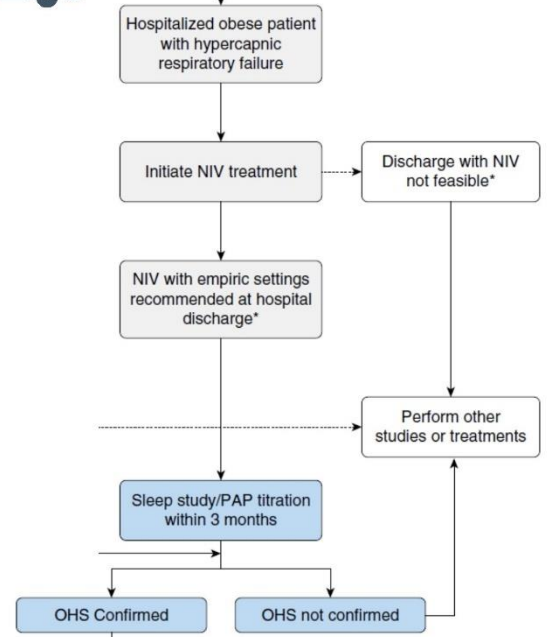 Hospitalized obese patient
with hypercapnic
respiratory failure
Initiate NIV treatment
Discharge with NIV
not feasible*
NIV with empiric settings
recommended at hospital
discharge*
Perform other
studies or treatments
Sleep study/PAP titration
within 3 months
OHS Confirmed
OHS not confirmed